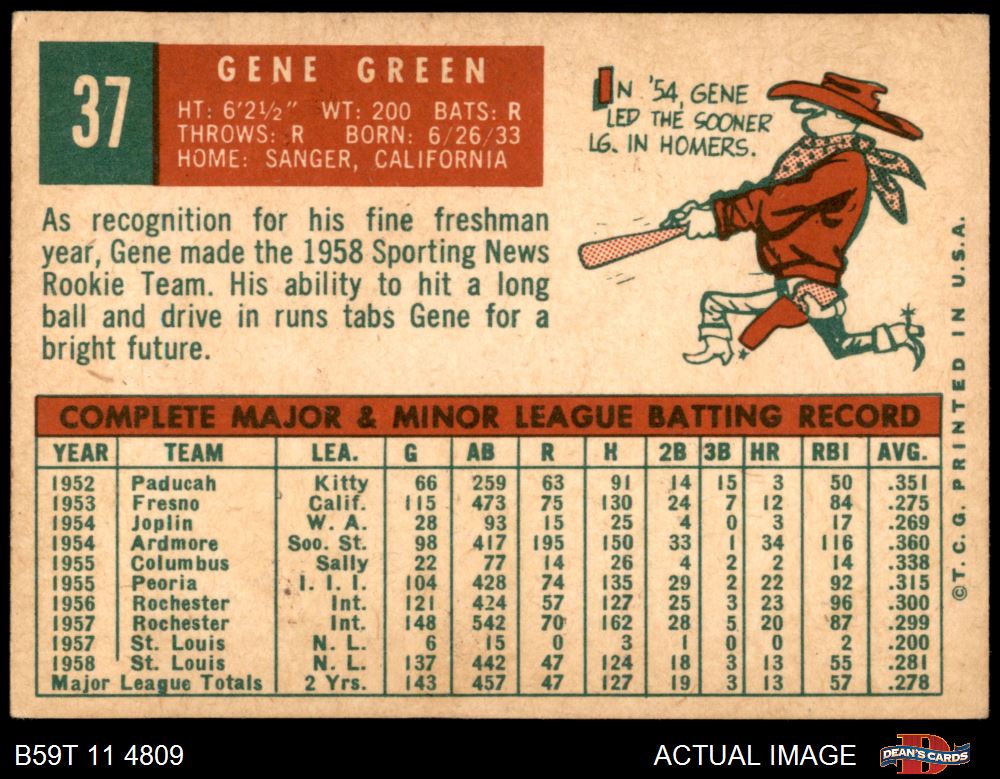 37
GENE GREEN
HT: 6'2½" WT: 200 BATS: R
THROWS: R BORN: 6/26/33
HOME: SANGER, CALIFORNIA
IN '54, GENE
LED THE SOONER
LG. IN HOMERS.
As recognition for his fine freshman
year, Gene made the 1958 Sporting News
Rookie Team. His ability to hit a long
ball and drive in runs tabs Gene for a
bright future.
COMPLETE MAJOR & MINOR LEAGUE BATTING RECORD
YEAR TEAM LEA. G AB R H 2B 3B HR RBI AVG.
1952 Paducah Kitty 66 259 63 91 14 15 3 50 .351
1953 Fresno Calif. 115 473 75 130 24 7 12 84 .275
1954 Joplin W. A. 28 93 15 25 4 0 3 17 .269
1954 Ardmore Soo. St. 98 417 195 150 33 1 34 116 .360
1955 Columbus Sally 22 77 14 26 4 2 2 14 .338
1955 Peoria I. I. I. 104 428 74 135 29 2 22 92 .315
1956 Rochester Int. 121 424 57 127 25 3 23 96 .300
1957 Rochester Int. 148 542 70 162 28 5 20 87 .299
1957 St. Louis N. L. 6 15 0 3 1 0 0 2 .200
1958 St. Louis N. L. 137 442 47 124 18 3 13 55 .281
Major League Totals 2 Yrs. 143 457 47 127 19 3 13 57 .278
©T. C. G. PRINTED IN U.S.A.
B59T 11 4809
ACTUAL IMAGE
DEAN'S CARDS